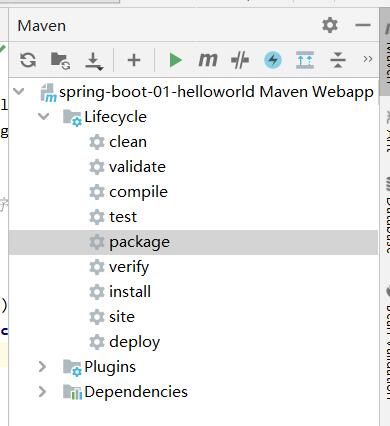 Maven
spring-boot-01-helloworld Maven Webapp
Lifecycle
clean
validate
compile
test
package
verify
install
site
deploy
Plugins
Dependencies
Database